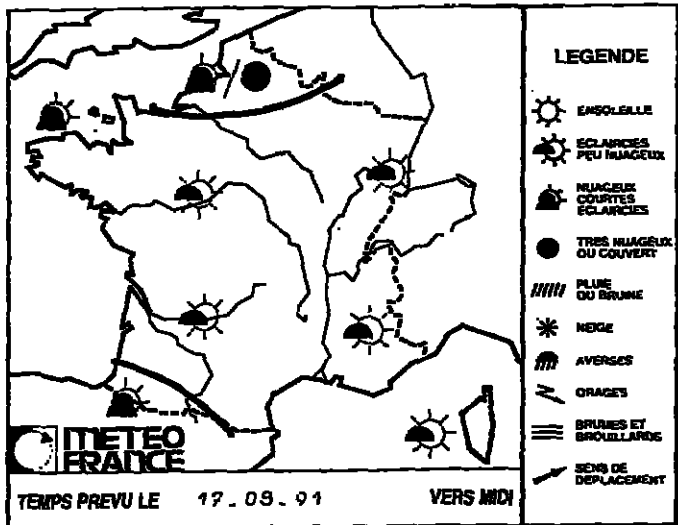 LEGENDE
ENSOLEILLE
ECLAIRCIES
PEU NUAGEUX
NUAGEUX
COURTES
ECLAIRCIES
TRES NUAGEUX
OU COUVERT
PLUIE
OU BRUINE
NEIGE
AVERSES
ORAGES
BRUMES ET
BROUILLARDS
SENS DE
DEPLACEMENT
METEO
FRANCE
TEMPS PREVU LE 17.09.91 VERS MIDI